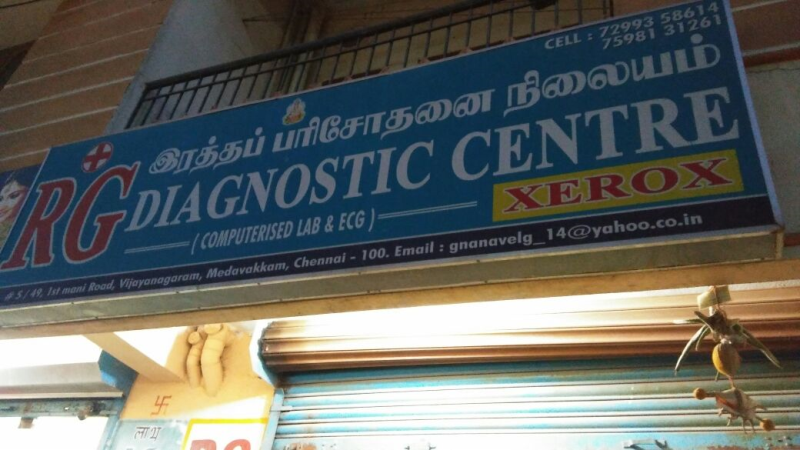 CELL : 72993 58614
75981 31261
இரத்தப் பரிசோதனை நிலையம்
RG DIAGNOSTIC CENTRE
( COMPUTERISED LAB & ECG )
XEROX
# 5/49, 1st mani Road, Vijayanagaram, Medavakkam, Chennai - 100. Email : gnanavelg_14@yahoo.co.in
RG